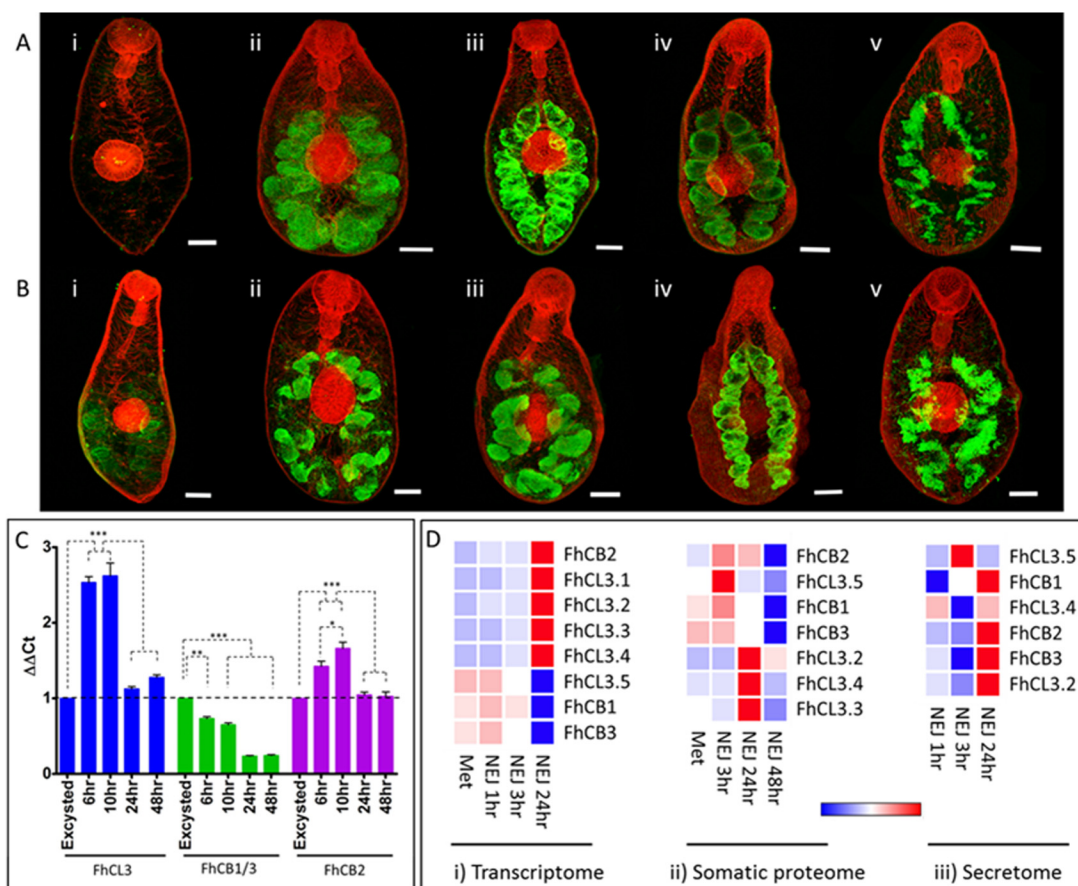 A i ii iii iv v
B i ii iii iv v
C
ΔΔCt
3
2
1
0
*** *** ** *** *
Excysted 6hr 10hr 24hr 48hr Excysted 6hr 10hr 24hr 48hr Excysted 6hr 10hr 24hr 48hr
FhCL3 FhCB1/3 FhCB2
D
FhCB2
FhCL3.1
FhCL3.2
FhCL3.3
FhCL3.4
FhCL3.5
FhCB1
FhCB3
Met NEJ 1hr NEJ 3hr NEJ 24hr
i) Transcriptome
FhCB2
FhCL3.5
FhCB1
FhCB3
FhCL3.2
FhCL3.4
FhCL3.3
Met NEJ 3hr NEJ 24hr NEJ 48hr
ii) Somatic proteome
FhCL3.5
FhCB1
FhCL3.4
FhCB2
FhCB3
FhCL3.2
NEJ 1hr NEJ 3hr NEJ 24hr
iii) Secretome